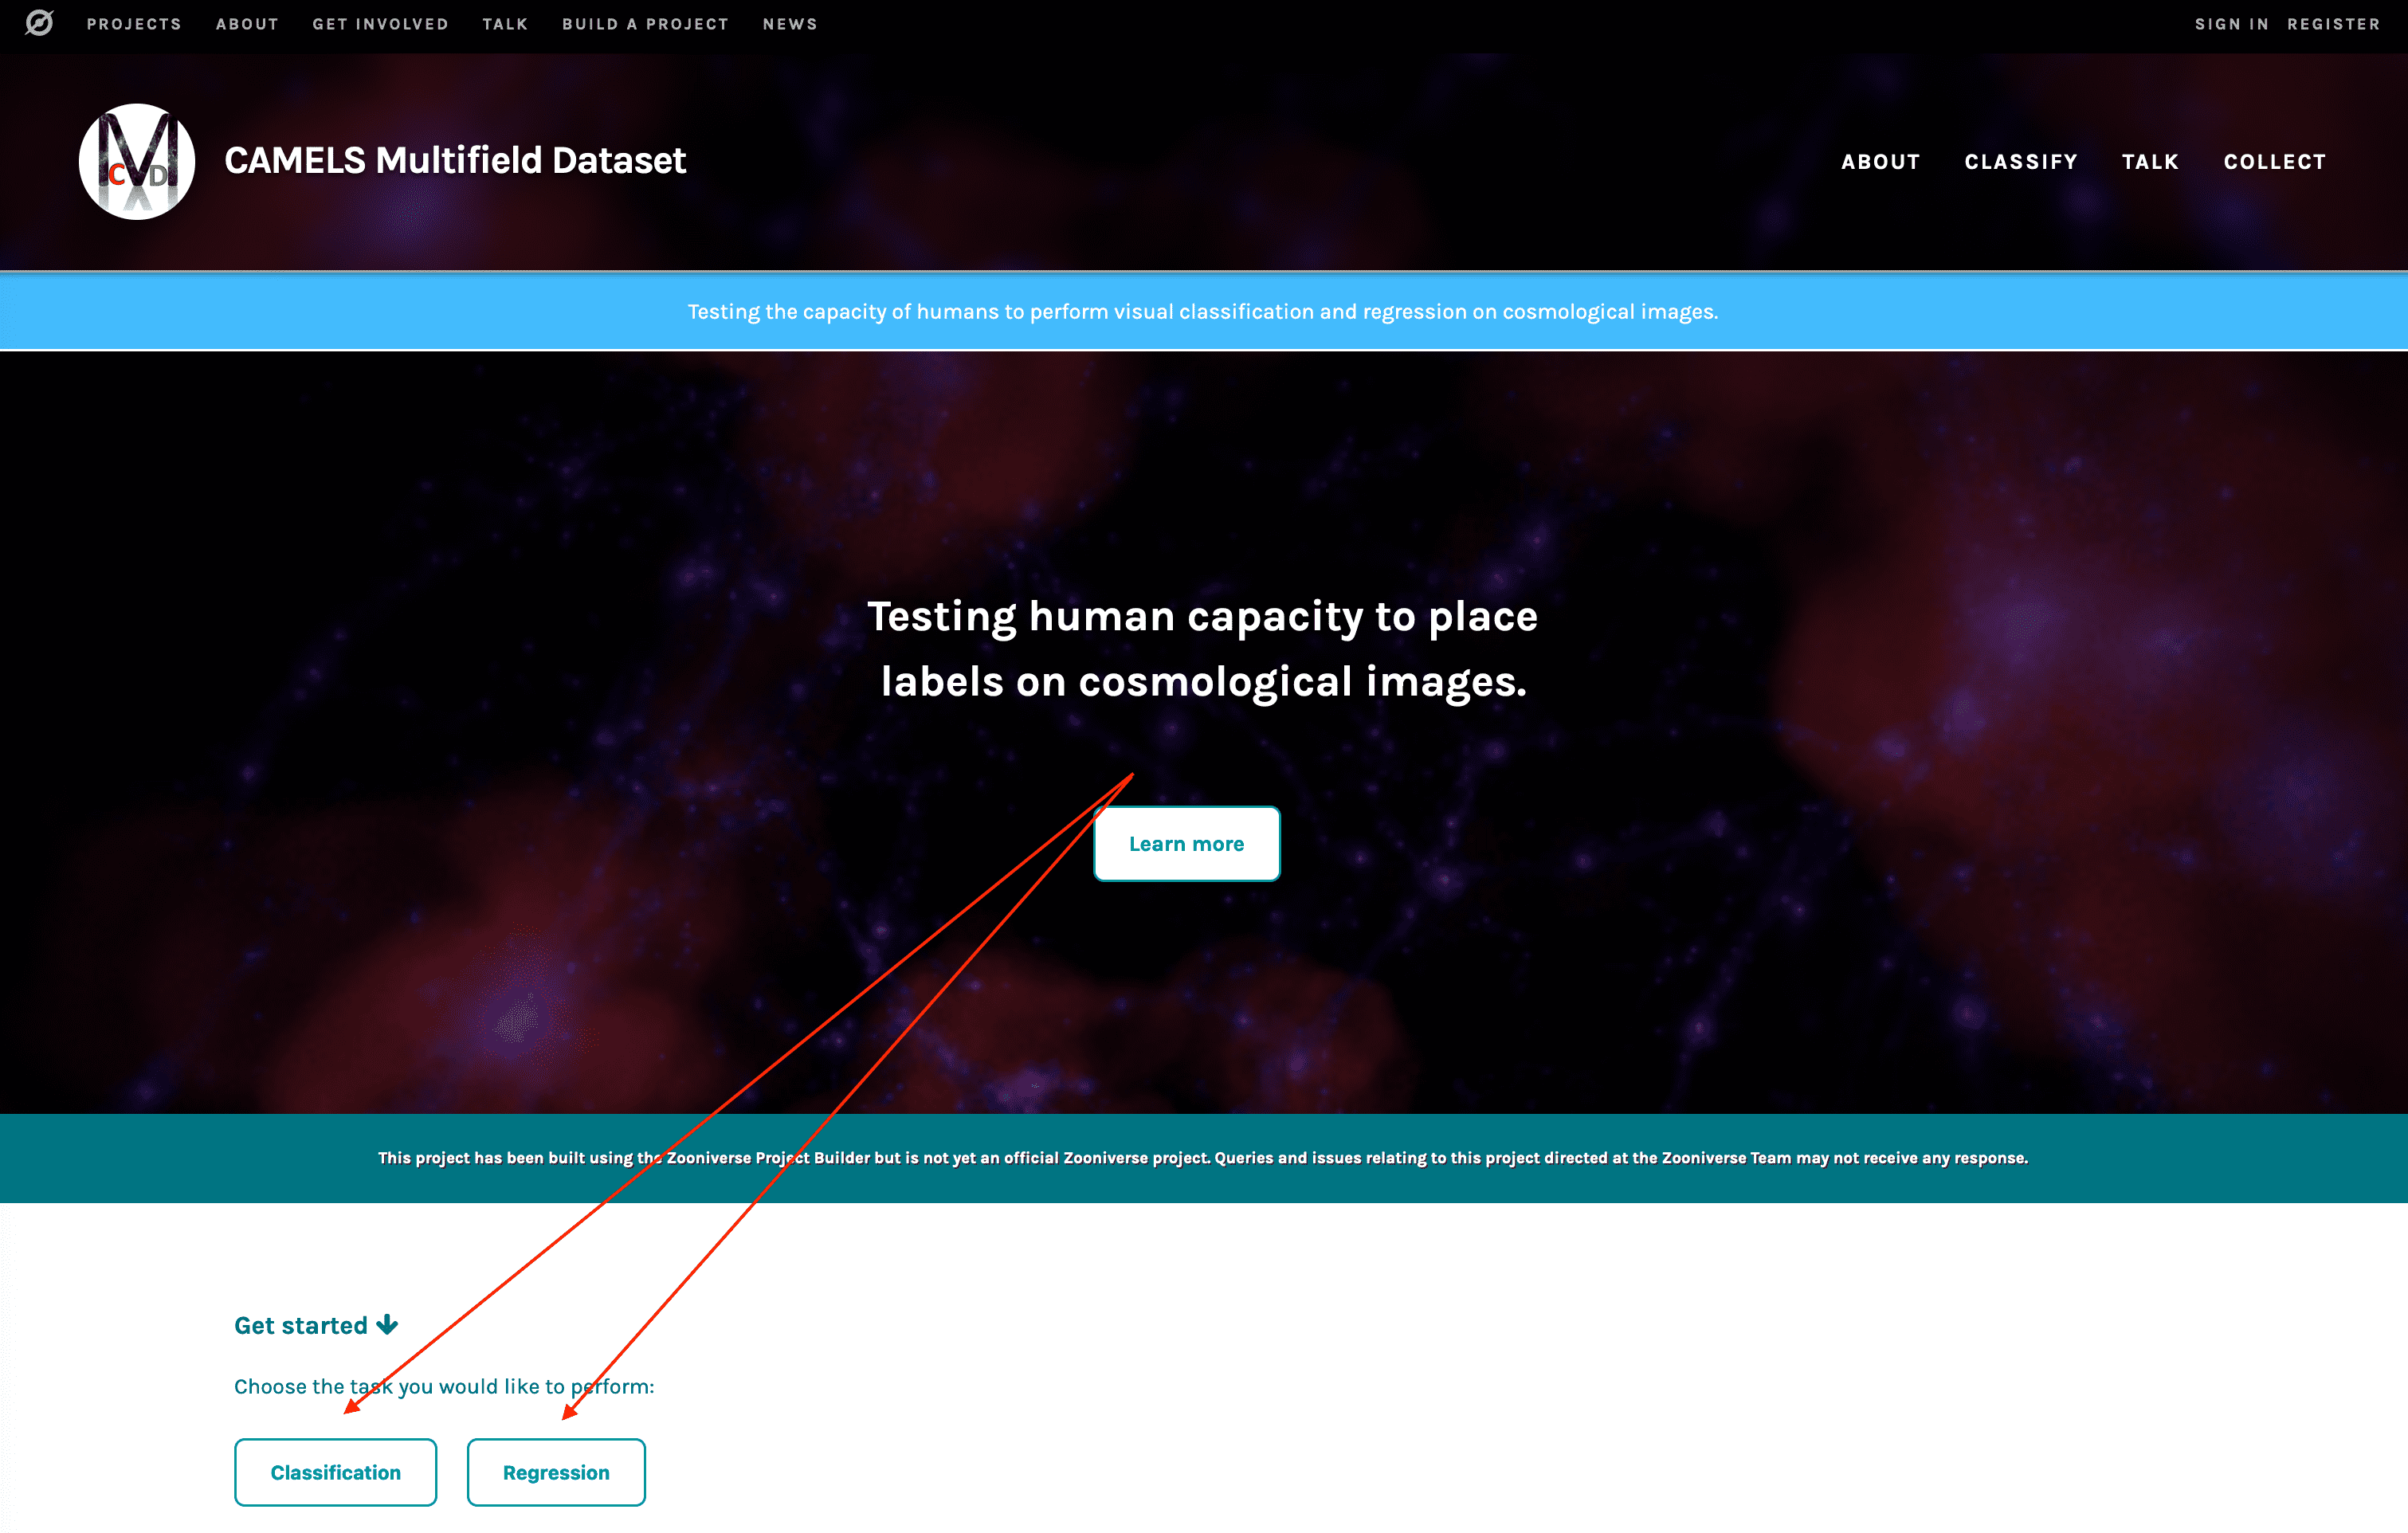 PROJECTS ABOUT GET INVOLVED TALK BUILD A PROJECT NEWS SIGN IN REGISTER
M
C D
CAMELS Multifield Dataset
ABOUT CLASSIFY TALK COLLECT
Testing the capacity of humans to perform visual classification and regression on cosmological images.
Testing human capacity to place
labels on cosmological images.
Learn more
This project has been built using the Zooniverse Project Builder but is not yet an official Zooniverse project. Queries and issues relating to this project directed at the Zooniverse Team may not receive any response.
Get started
Choose the task you would like to perform:
Classification Regression